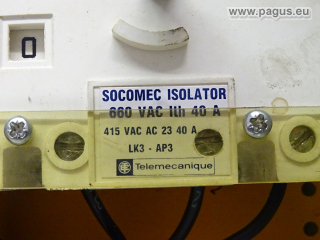 © www.pagus.eu
0
SOCOMEC ISOLATOR
660 VAC Ith 40 A
415 VAC AC 23 40 A
LK3 - AP3
Telemecanique